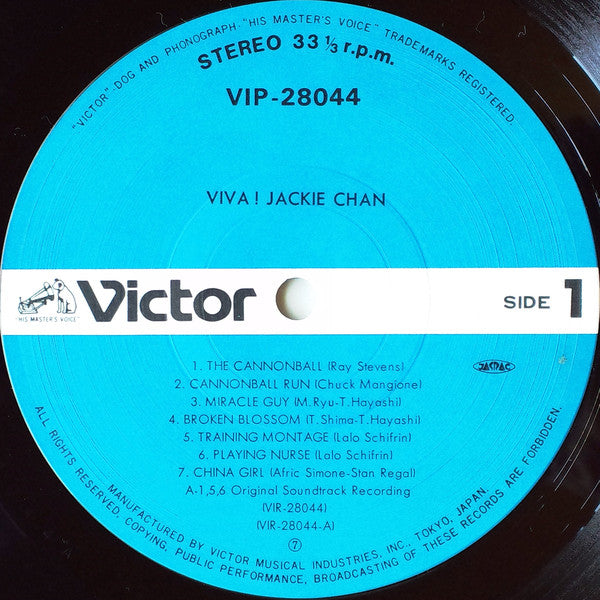 "VICTOR"-DOG AND PHONOGRAPH-"HIS MASTER'S VOICE" TRADEMARKS REGISTERED.
STEREO 33 1/3 r.p.m.
VIP-28044
VIVA! JACKIE CHAN
"HIS MASTER'S VOICE"
Victor
SIDE 1
1. THE CANNONBALL (Ray Stevens)
JASRAC
2. CANNONBALL RUN (Chuck Mangione)
3. MIRACLE GUY (M.Ryu-T.Hayashi)
4. BROKEN BLOSSOM (T.Shima-T.Hayashi)
5. TRAINING MONTAGE (Lalo Schifrin)
6. PLAYING NURSE (Lalo Schifrin)
7. CHINA GIRL (Afric Simone-Stan Regal)
A-1,5,6 Original Soundtrack Recording
(VIR-28044)
(VIR-28044-A)
⑦
ALL RIGHTS RESERVED, COPYING, PUBLIC PERFORMANCE, BROADCASTING OF THESE RECORDS ARE FORBIDDEN.
MANUFACTURED BY VICTOR MUSICAL INDUSTRIES, INC., TOKYO, JAPAN.